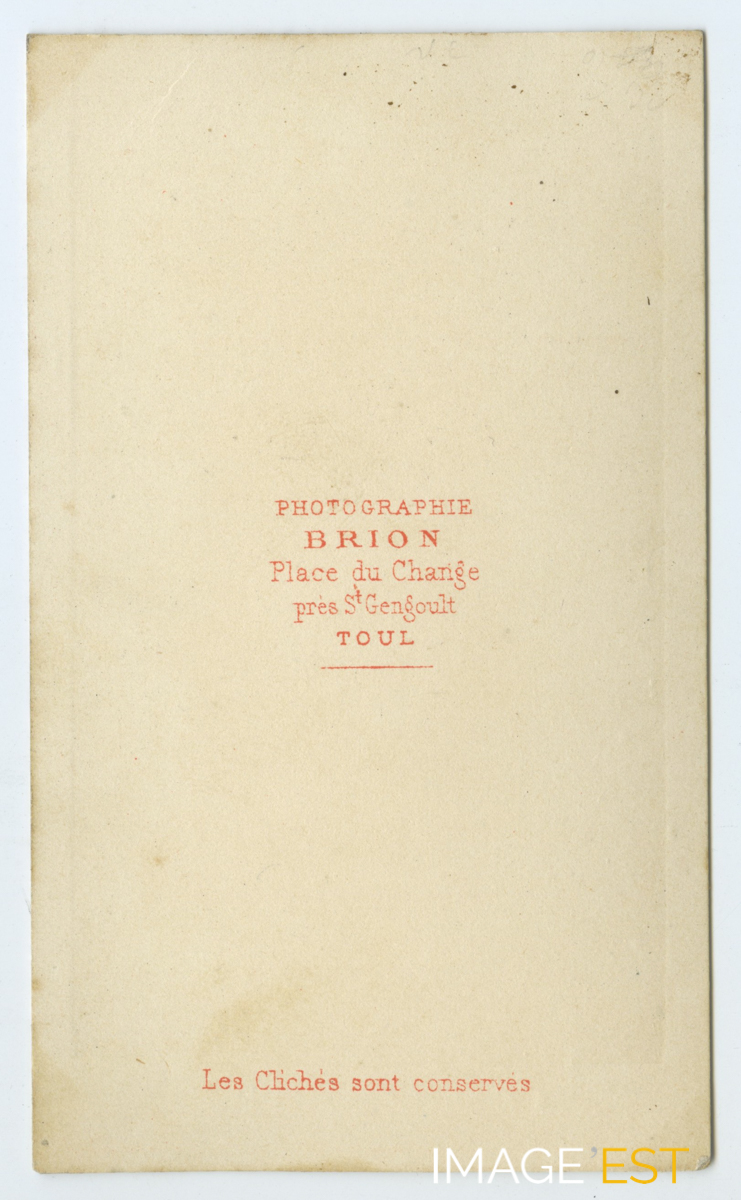 PHOTOGRAPHIE
BRION
Place du Change
près St Gengoult
TOUL
Les Clichés sont conservés
IMAGE EST